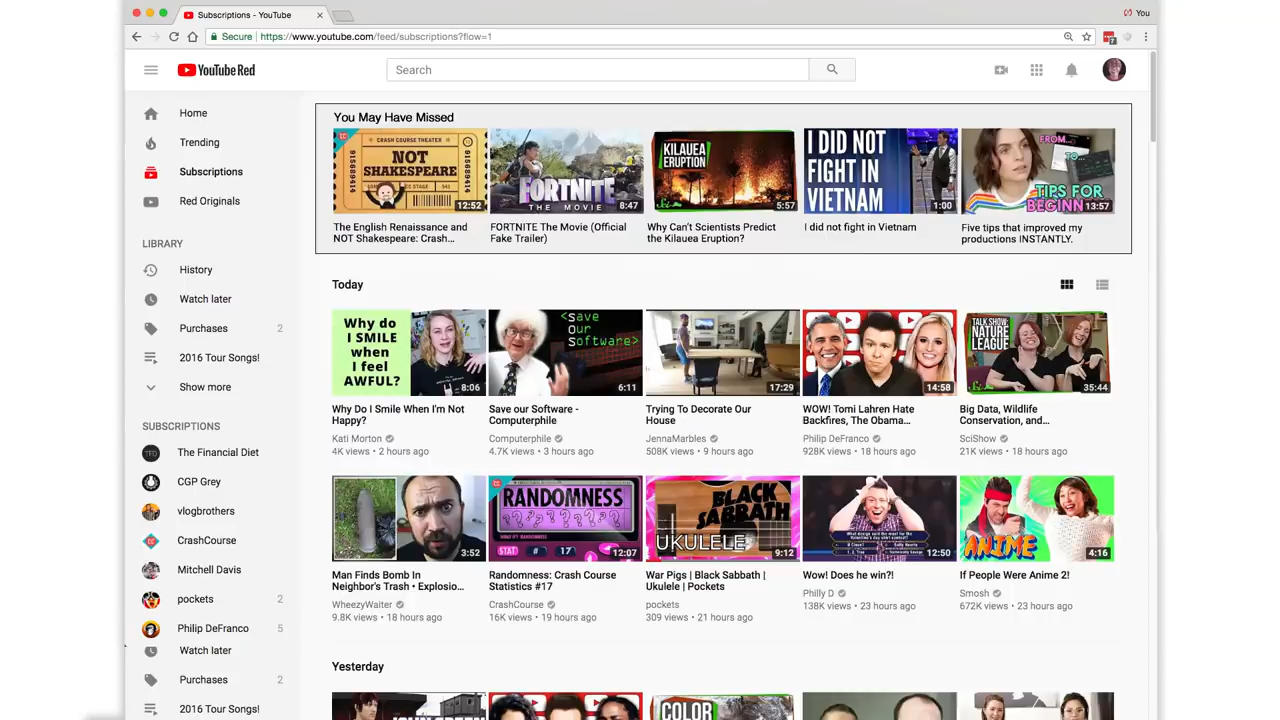 Subscriptions - YouTube
You
Secure | https://www.youtube.com/feed/subscriptions?flow=1
YouTube Red
Search
Home
Trending
Subscriptions
Red Originals
LIBRARY
History
Watch later
Purchases 2
2016 Tour Songs!
Show more
SUBSCRIPTIONS
The Financial Diet
CGP Grey
vlogbrothers
CrashCourse
Mitchell Davis
pockets 2
Philip DeFranco 5
Watch later
Purchases 2
2016 Tour Songs!
You May Have Missed
CRASH COURSE THEATER
NOT
SHAKESPEARE
12:52
The English Renaissance and
NOT Shakespeare: Crash...
FORTNITE
THE MOVIE
8:47
FORTNITE The Movie (Official
Fake Trailer)
KILAUEA
ERUPTION
5:57
Why Can't Scientists Predict
the Kilauea Eruption?
I DID NOT
FIGHT IN
VIETNAM
1:00
I did not fight in Vietnam
FROM...
TO...
TIPS FOR
BEGINN
13:57
Five tips that improved my
productions INSTANTLY.
Today
Why do
I SMILE
when
I feel
AWFUL?
8:06
Why Do I Smile When I'm Not
Happy?
Kati Morton
4K views • 2 hours ago
<Save
Our
Software>
6:11
Save our Software -
Computerphile
Computerphile
4.7K views • 3 hours ago
17:29
Trying To Decorate Our
House
JennaMarbles
508K views • 9 hours ago
14:58
WOW! Tomi Lahren Hate
Backfires, The Obama...
Philip DeFranco
928K views • 18 hours ago
TALK SHOW:
NATURE
LEAGUE
35:44
Big Data, Wildlife
Conservation, and...
SciShow
21K views • 18 hours ago
3:52
Man Finds Bomb In
Neighbor's Trash • Explosio...
WheezyWaiter
9.8K views • 18 hours ago
RANDOMNESS
STAT # 17
12:07
Randomness: Crash Course
Statistics #17
CrashCourse
16K views • 19 hours ago
BLACK
SABBATH
UKULELE
9:12
War Pigs | Black Sabbath |
Ukulele | Pockets
pockets
309 views • 21 hours ago
12:50
Wow! Does he win?!
Philly D
138K views • 23 hours ago
ANIME
4:16
If People Were Anime 2!
Smosh
672K views • 23 hours ago
Yesterday
JOHN GREEN
COLOR